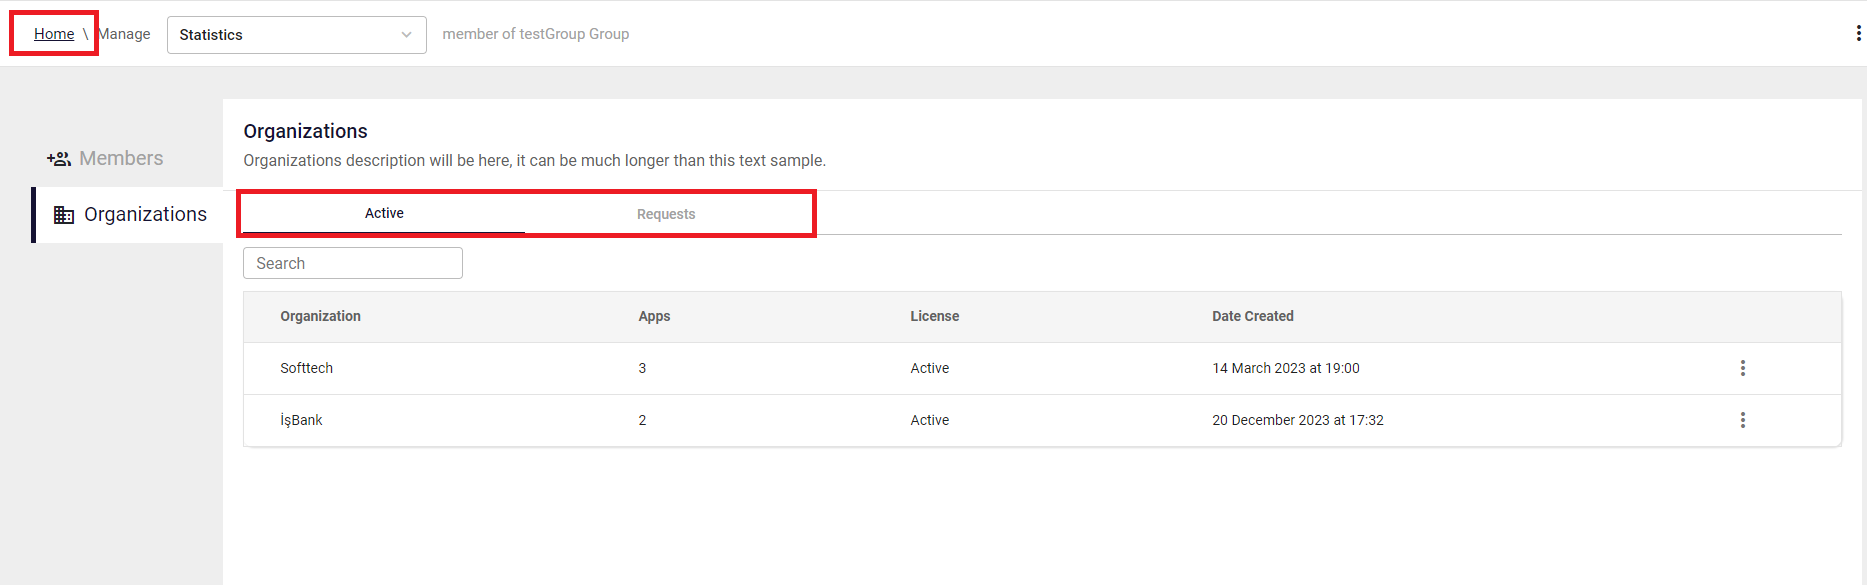 Home \ Manage Statistics member of testGroup Group
Members
Organizations
Organizations
Organizations description will be here, it can be much longer than this text sample.
Active Requests
Search
Organization Apps License Date Created
Softtech 3 Active 14 March 2023 at 19:00
İşBank 2 Active 20 December 2023 at 17:32